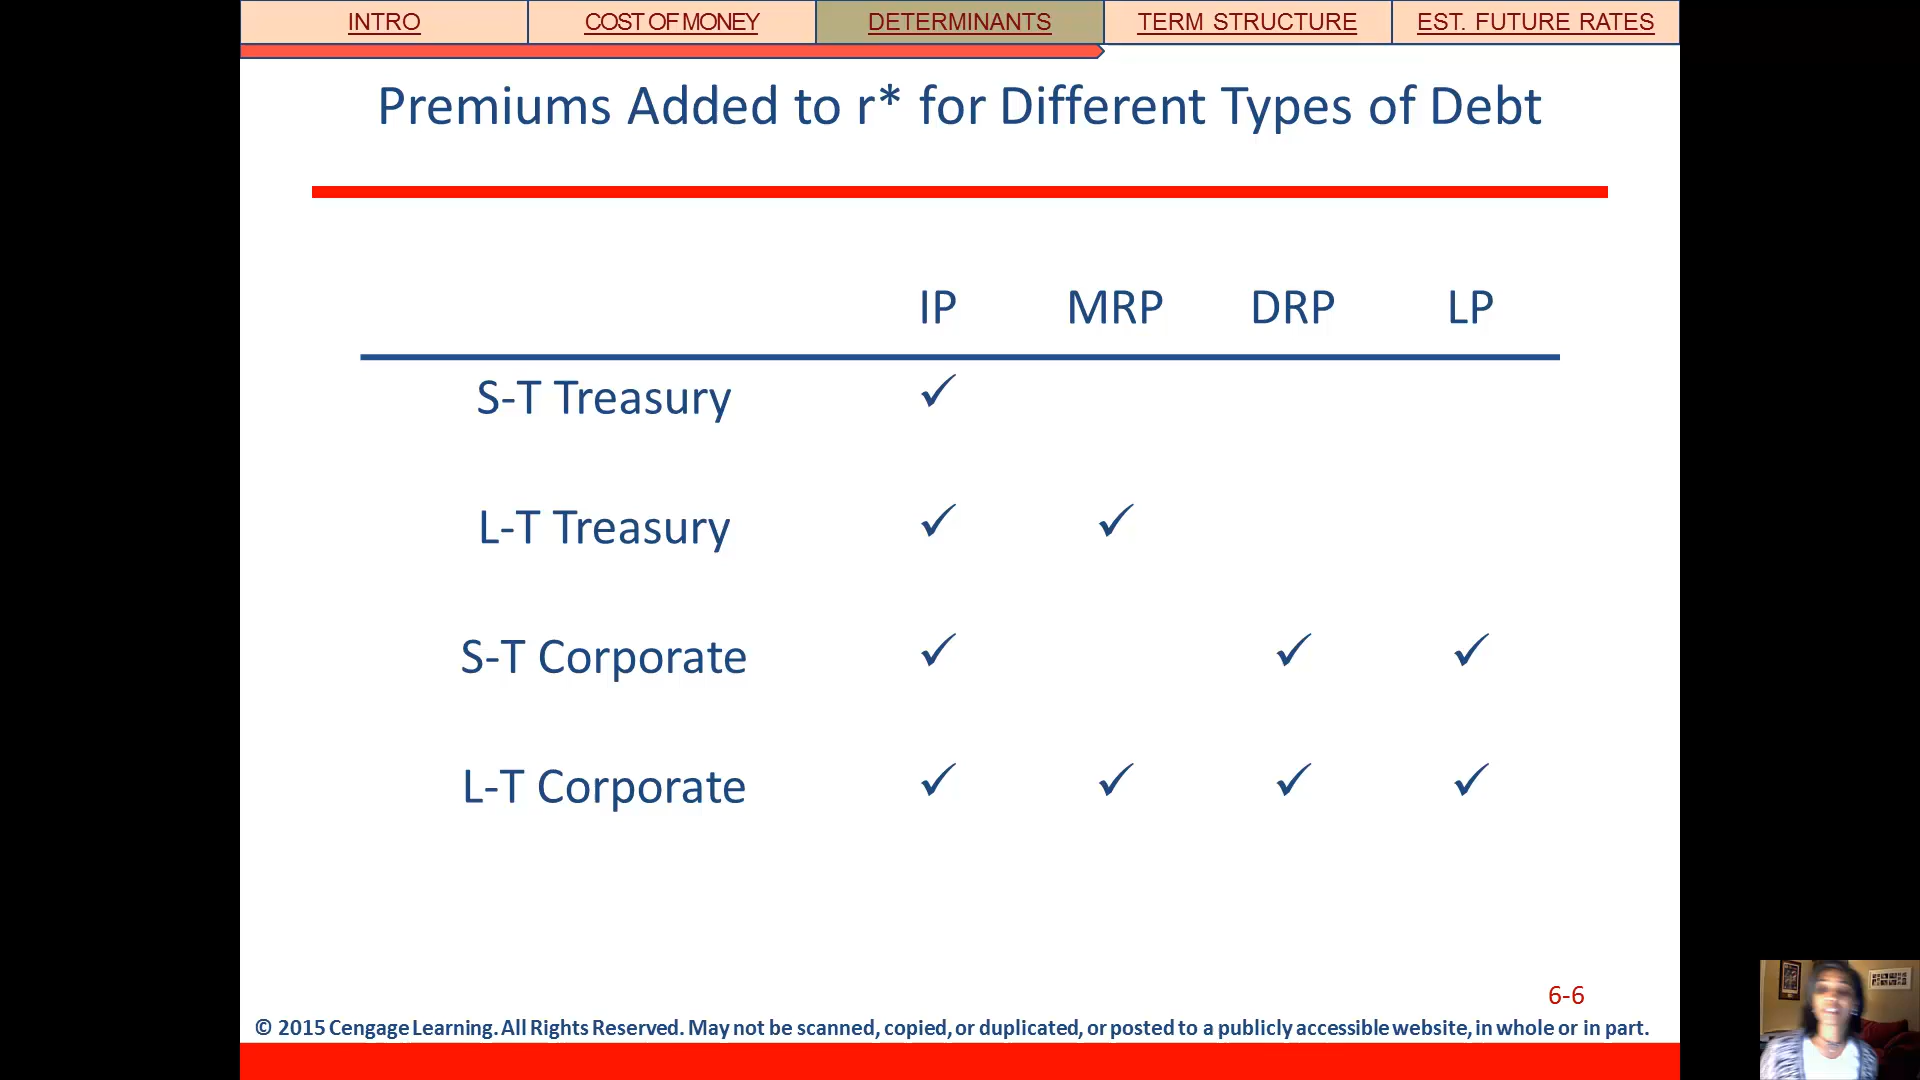 INTRO COST OF MONEY DETERMINANTS TERM STRUCTURE EST. FUTURE RATES
Premiums Added to r* for Different Types of Debt
IP MRP DRP LP
S-T Treasury ✓
L-T Treasury ✓ ✓
S-T Corporate ✓ ✓ ✓
L-T Corporate ✓ ✓ ✓ ✓
6-6
© 2015 Cengage Learning. All Rights Reserved. May not be scanned, copied, or duplicated, or posted to a publicly accessible website, in whole or in part.